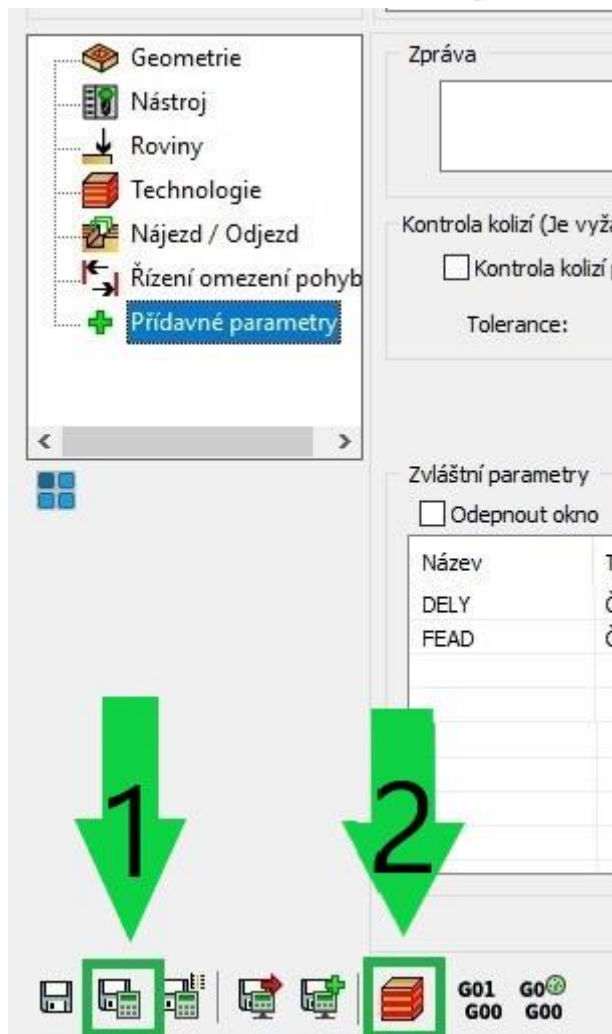 Geometrie
Nástroj
Roviny
Technologie
Nájezd / Odjezd
Řízení omezení pohyb
Přídavné parametry
Zpráva
Kontrola kolizí (Je vyža
Kontrola kolizí
Tolerance:
Zvláštní parametry
Odepnout okno
Název
DELY
FEAD
1
2
G01 G0
G00 G00